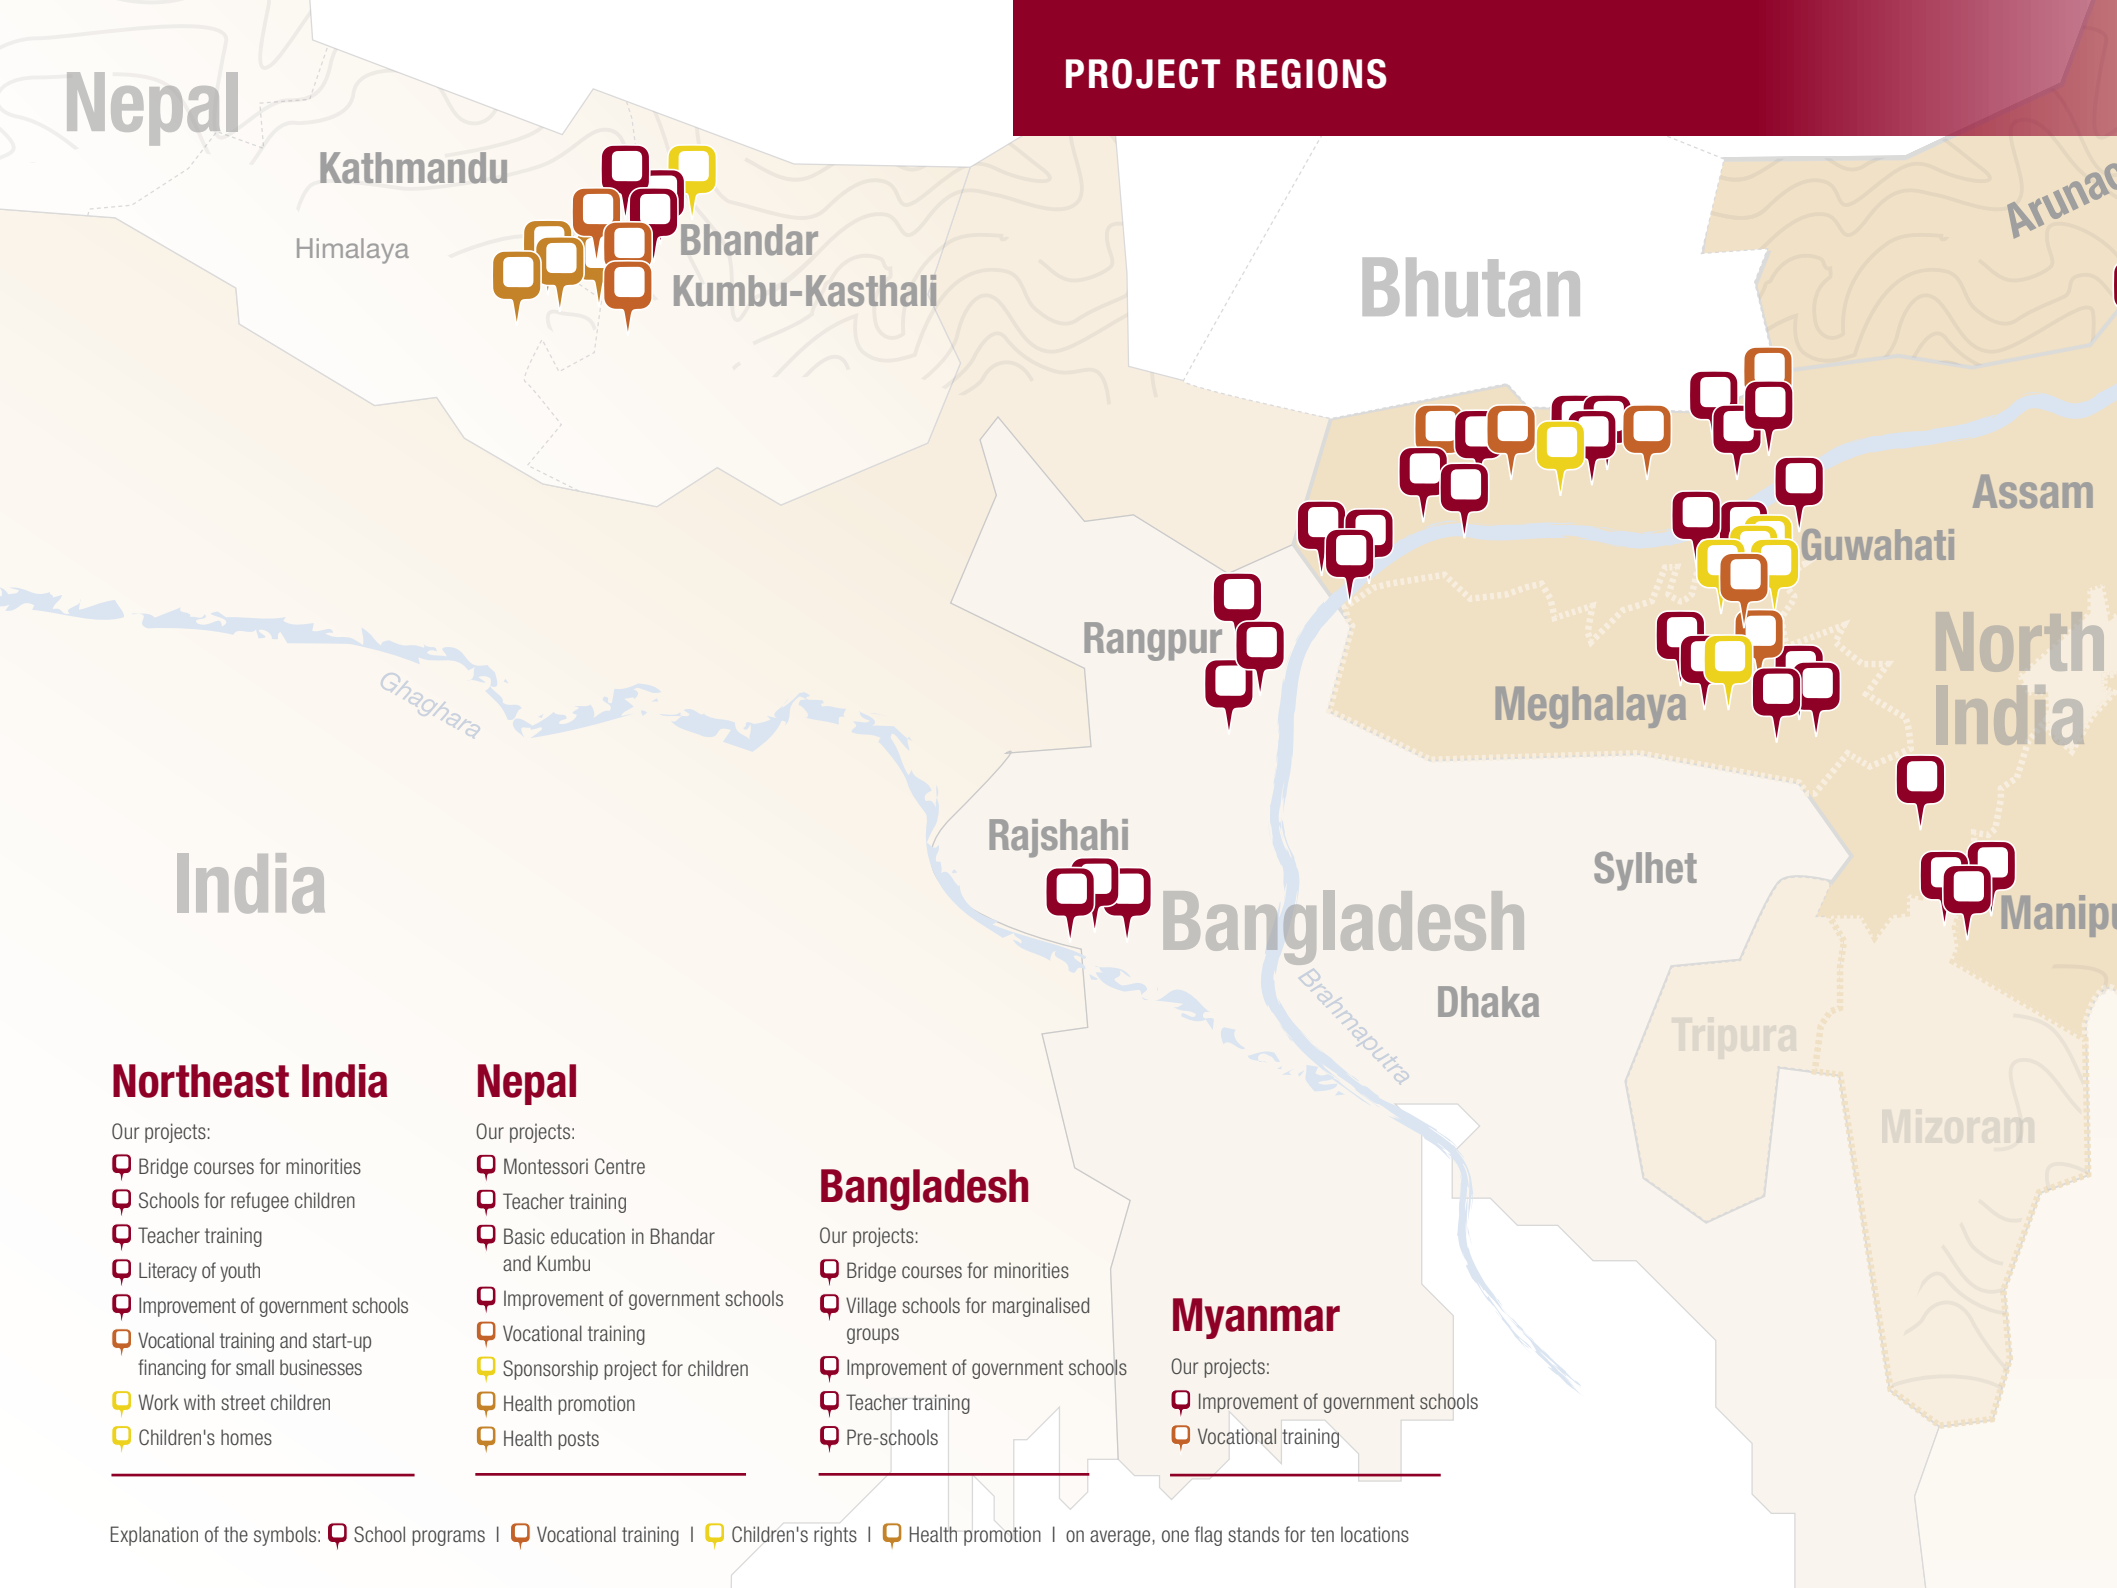 PROJECT REGIONS
Nepal
Kathmandu
Himalaya
Bhandar
Kumbu-Kasthali
Bhutan
Assam
Guwahati
North
India
Rangpur
Meghalaya
Ghaghara
Rajshahi
India
Sylhet
Bangladesh
Dhaka
Brahmaputra
Tripura
Mizoram
Northeast India
Our projects:
Bridge courses for minorities
Schools for refugee children
Teacher training
Literacy of youth
Improvement of government schools
Vocational training and start-up
financing for small businesses
Work with street children
Children's homes
Nepal
Our projects:
Montessori Centre
Teacher training
Basic education in Bhandar
and Kumbu
Improvement of government schools
Vocational training
Sponsorship project for children
Health promotion
Health posts
Bangladesh
Our projects:
Bridge courses for minorities
Village schools for marginalised
groups
Improvement of government schools
Teacher training
Pre-schools
Myanmar
Our projects:
Improvement of government schools
Vocational training
Explanation of the symbols: School programs I Vocational training I Children's rights I Health promotion I on average, one flag stands for ten locations